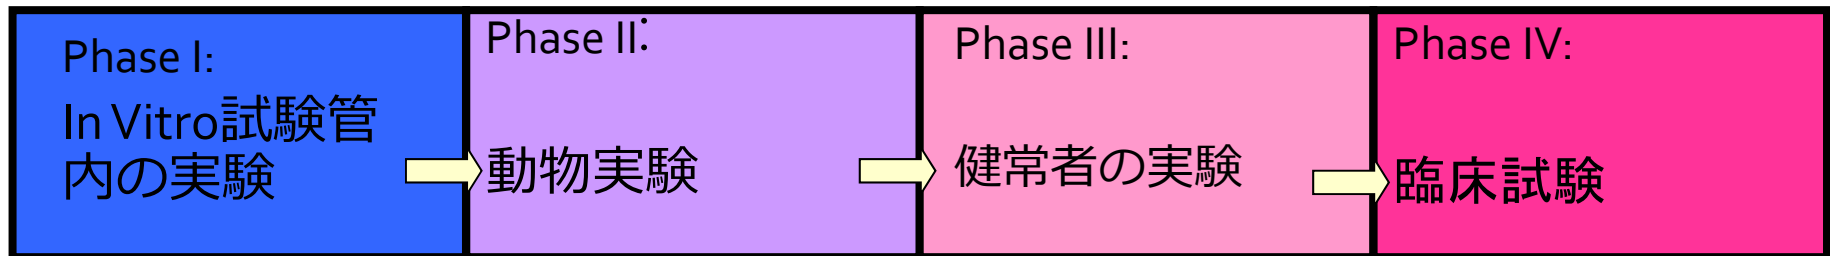 Phase I:
In Vitro試験管
内の実験
Phase II:
動物実験
Phase III:
健常者の実験
Phase IV:
臨床試験